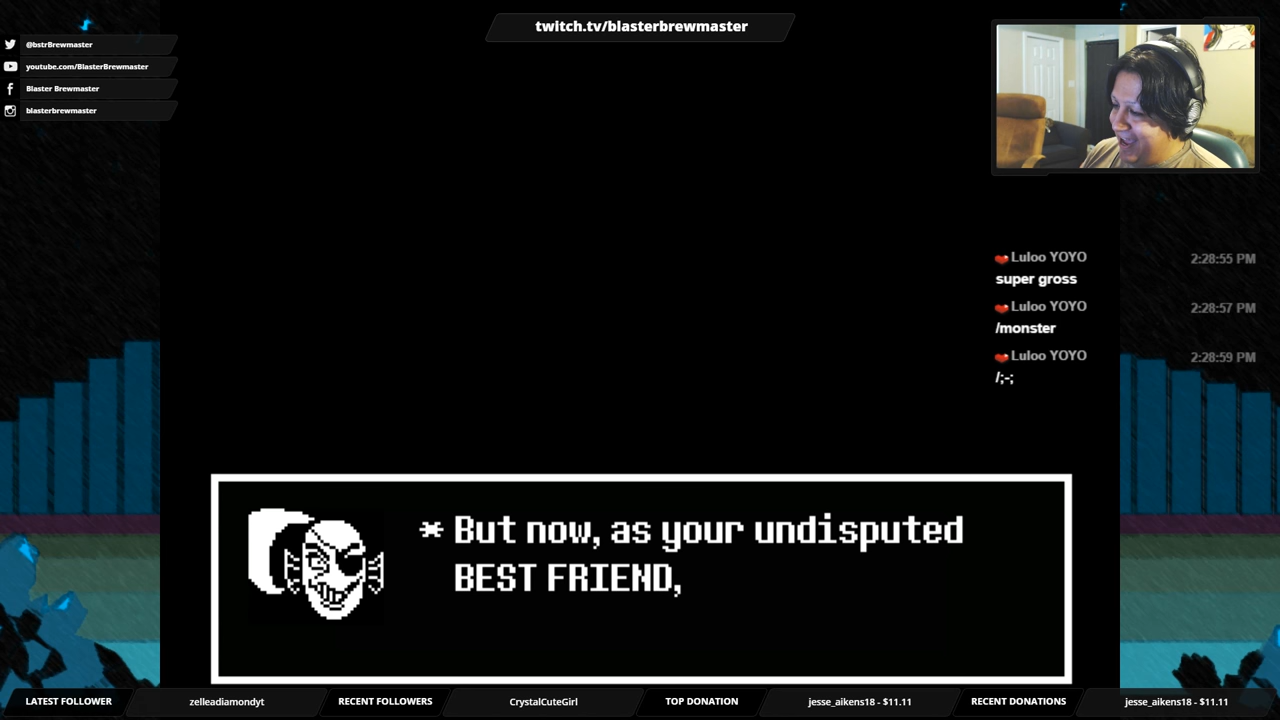 twitch.tv/blasterbrewmaster
@bstrBrewmaster
youtube.com/BlasterBrewmaster
Blaster Brewmaster
blasterbrewmaster
Luloo YOYO 2:28:55 PM
super gross
Luloo YOYO 2:28:57 PM
/monster
Luloo YOYO 2:28:59 PM
/;-;
* But now, as your undisputed
BEST FRIEND,
LATEST FOLLOWER zelleadiamondyt RECENT FOLLOWERS CrystalCuteGirl TOP DONATION jesse_aikens18 - $11.11 RECENT DONATIONS jesse_aikens18 - $11.11